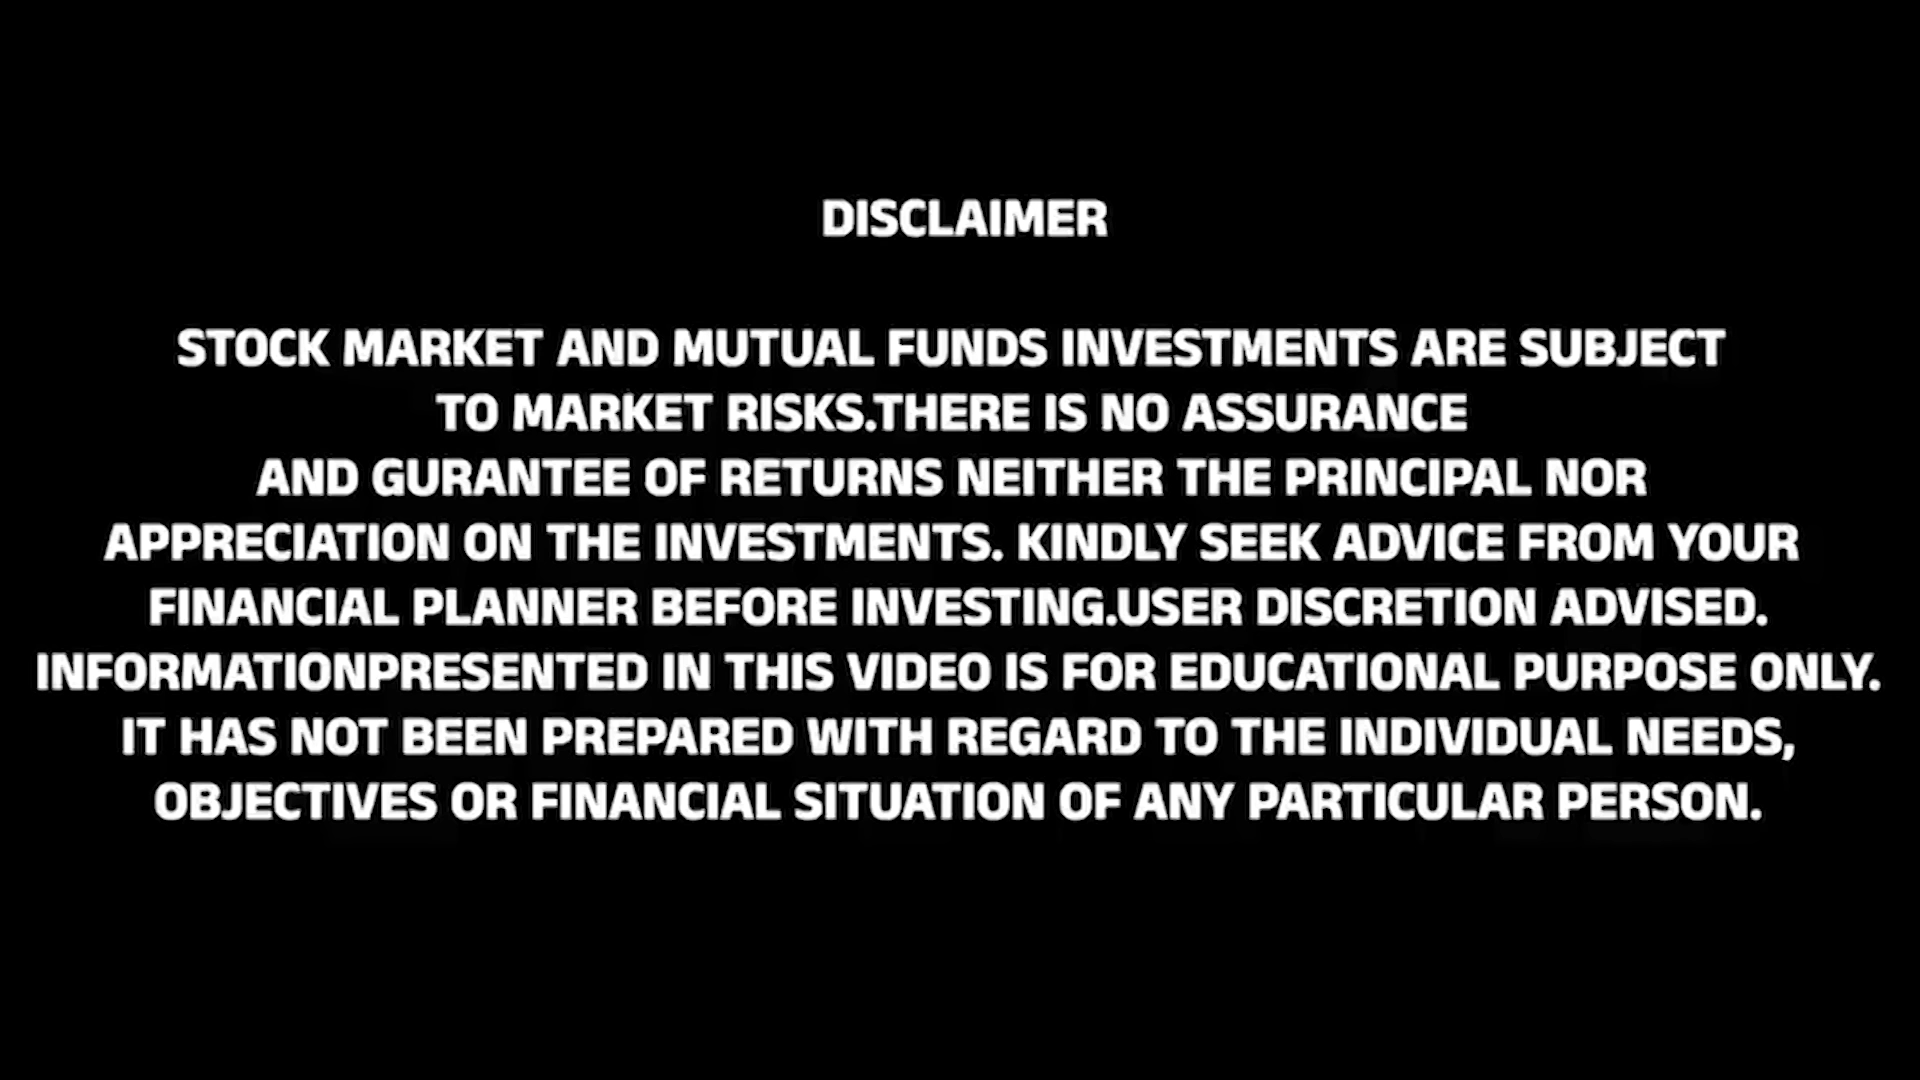 DISCLAIMER
STOCK MARKET AND MUTUAL FUNDS INVESTMENTS ARE SUBJECT
TO MARKET RISKS.THERE IS NO ASSURANCE
AND GURANTEE OF RETURNS NEITHER THE PRINCIPAL NOR
APPRECIATION ON THE INVESTMENTS. KINDLY SEEK ADVICE FROM YOUR
FINANCIAL PLANNER BEFORE INVESTING.USER DISCRETION ADVISED.
INFORMATIONPRESENTED IN THIS VIDEO IS FOR EDUCATIONAL PURPOSE ONLY.
IT HAS NOT BEEN PREPARED WITH REGARD TO THE INDIVIDUAL NEEDS,
OBJECTIVES OR FINANCIAL SITUATION OF ANY PARTICULAR PERSON.